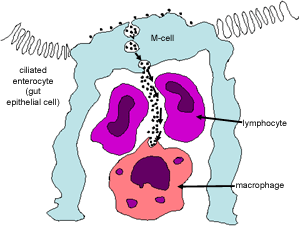 M-cell
ciliated
enterocyte
(gut
epithelial cell)
lymphocyte
macrophage